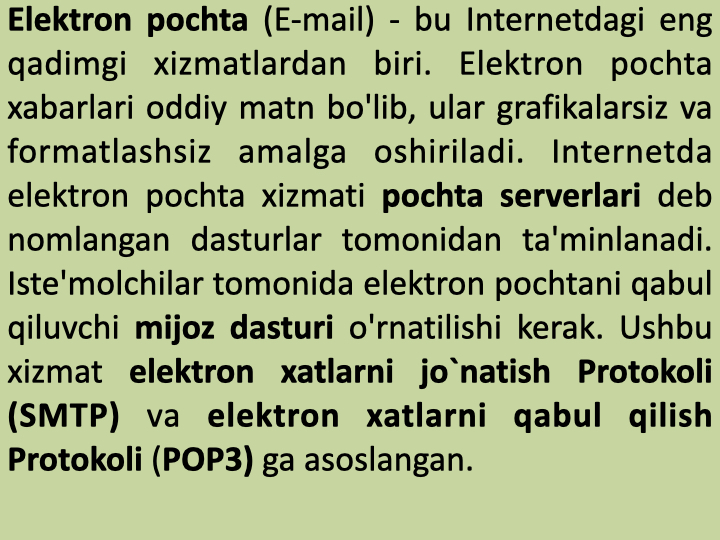 Elektron pochta (E-mail) - bu Internetdagi eng
qadimgi xizmatlardan biri. Elektron pochta
xabarlari oddiy matn bo'lib, ular grafikalarsiz va
formatlashsiz amalga oshiriladi. Internetda
elektron pochta xizmati pochta serverlari deb
nomlangan dasturlar tomonidan ta'minlanadi.
Iste'molchilar tomonida elektron pochtani qabul
qiluvchi mijoz dasturi o'rnatilishi kerak. Ushbu
xizmat elektron xatlarni jo`natish Protokoli
(SMTP) va elektron xatlarni qabul qilish
Protokoli (POP3) ga asoslangan.